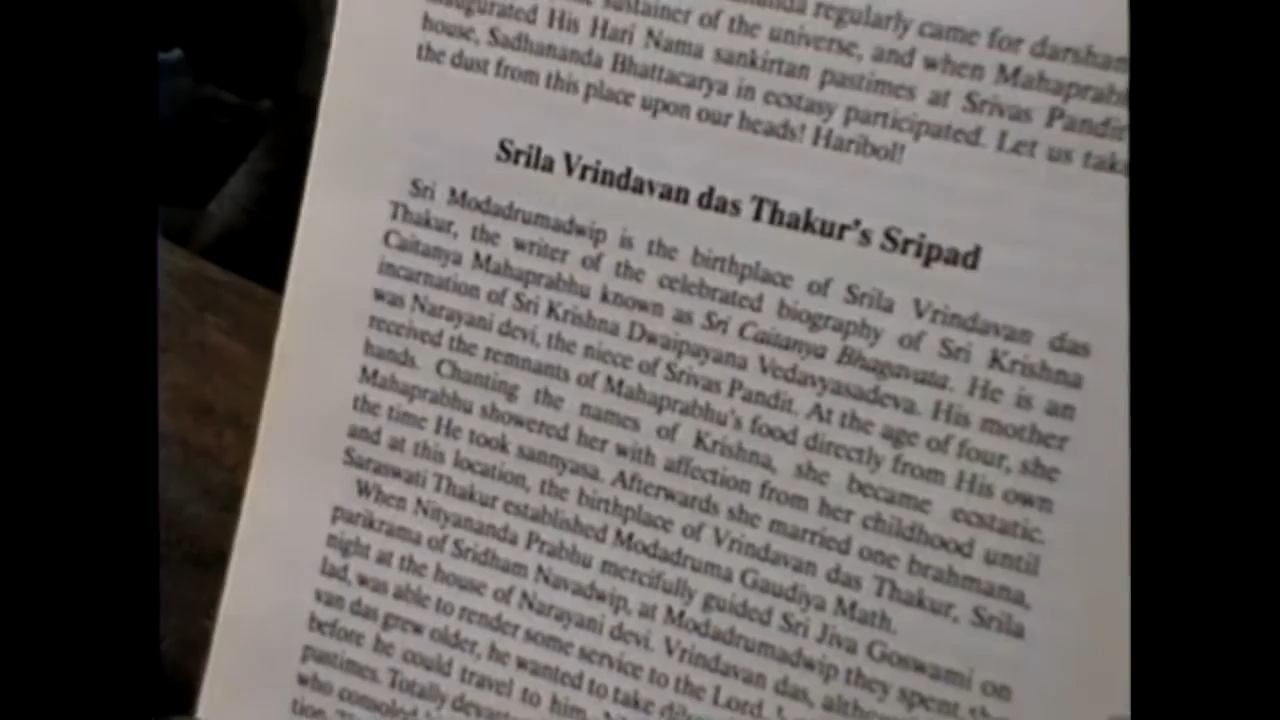 regularly came for darshan
sustainer of the universe, and when Mahaprabh
His Hari Nama sankirtan pastimes at Srivas Pandit
house, Sadhananda Bhattacarya in ecstasy participated. Let us take
the dust from this place upon our heads! Haribol!
Srila Vrindavan das Thakur's Sripad
Sri Modadrumadwip is the birthplace of Srila Vrindavan das
Thakur, the writer of the celebrated biography of Sri Krishna
Caitanya Mahaprabhu known as Sri Caitanya Bhagavata. He is an
incarnation of Sri Krishna Dwaipayana Vedavyasadeva. His mother
was Narayani devi, the niece of Srivas Pandit. At the age of four, she
received the remnants of Mahaprabhu's food directly from His own
hands. Chanting the names of Krishna, she became ecstatic.
Mahaprabhu showered her with affection from her childhood until
the time He took sannyasa. Afterwards she married one brahmana,
and at this location, the birthplace of Vrindavan das Thakur, Srila
Saraswati Thakur established Modadruma Gaudiya Math.
When Nityananda Prabhu mercifully guided Sri Jiva Goswami on
parikrama of Sridham Navadwip, at Modadrumadwip they spent the
night at the house of Narayani devi. Vrindavan das,
lad, was able to render some service to the Lord.
van das grew older, he wanted to take
before he could travel to him.
pastimes. Totally
who consoled